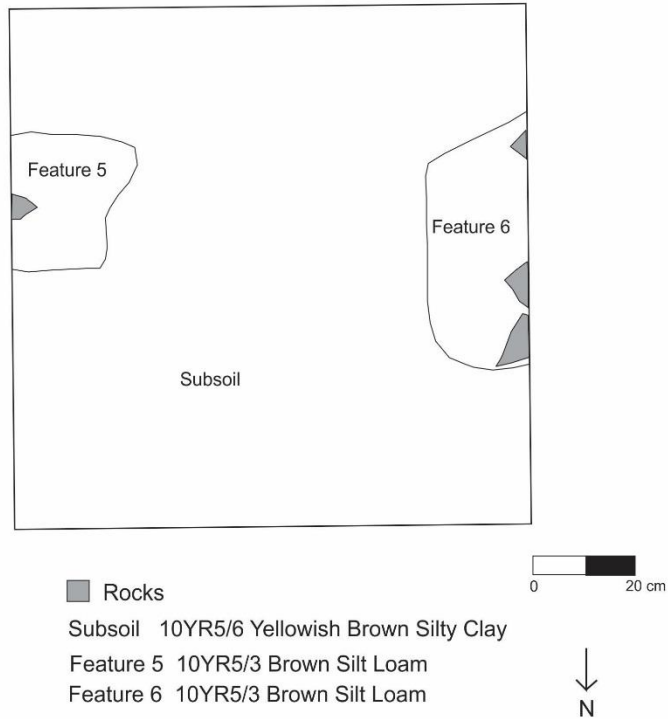 Feature 5
Feature 6
Subsoil
0 20 cm
Rocks
Subsoil 10YR5/6 Yellowish Brown Silty Clay
Feature 5 10YR5/3 Brown Silt Loam
Feature 6 10YR5/3 Brown Silt Loam
N